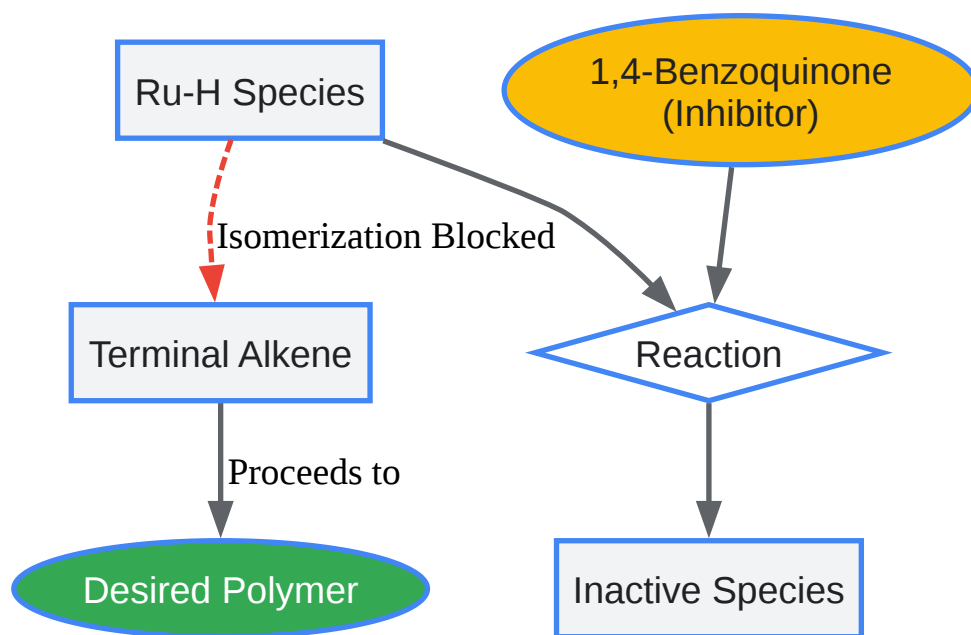 Ru-H Species
1,4-Benzoquinone
(Inhibitor)
Isomerization Blocked
Terminal Alkene
Reaction
Proceeds to
Desired Polymer
Inactive Species